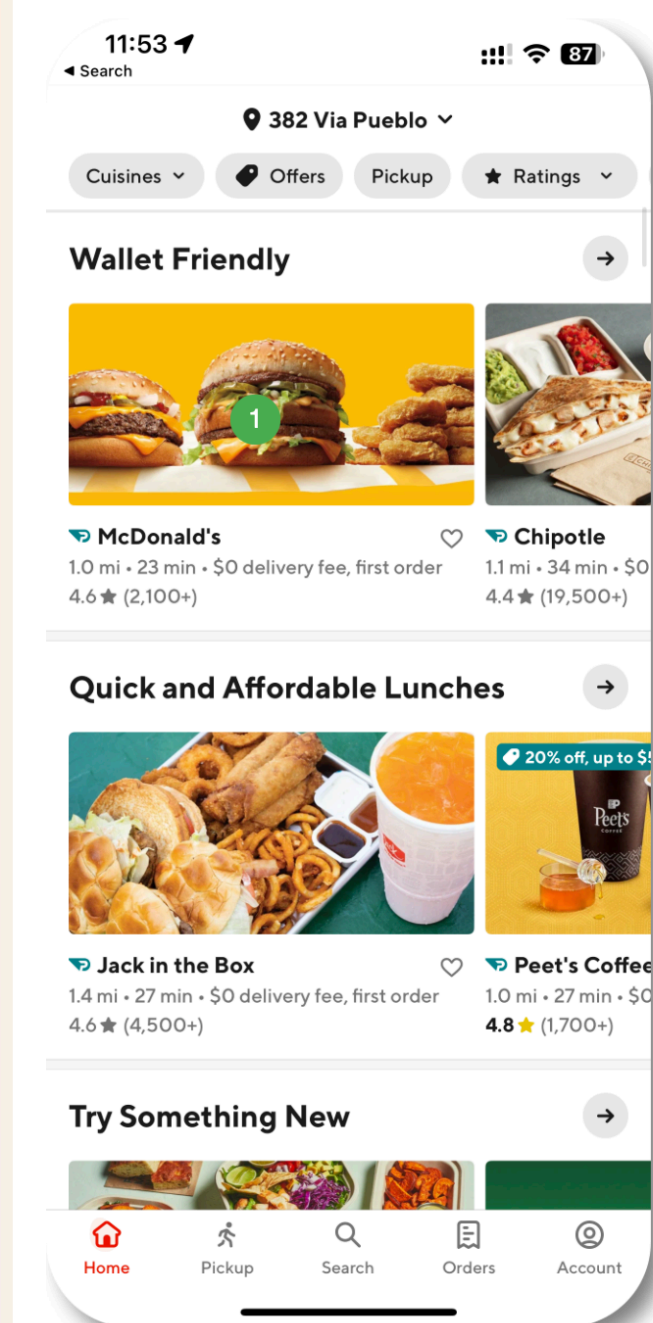 11:53
87
◀ Search
382 Via Pueblo
Cuisines
Offers
Pickup
★ Ratings
Wallet Friendly
1
McDonald's
1.0 mi • 23 min • $0 delivery fee, first order
4.6 ★ (2,100+)
Chipotle
1.1 mi • 34 min • $0
4.4 ★ (19,500+)
Quick and Affordable Lunches
20% off, up to $5
Peet's
COFFEE
Jack in the Box
1.4 mi • 27 min • $0 delivery fee, first order
4.6 ★ (4,500+)
Peet's Coffee
1.0 mi • 27 min • $0
4.8 ★ (1,700+)
Try Something New
Home
Pickup
Search
Orders
Account